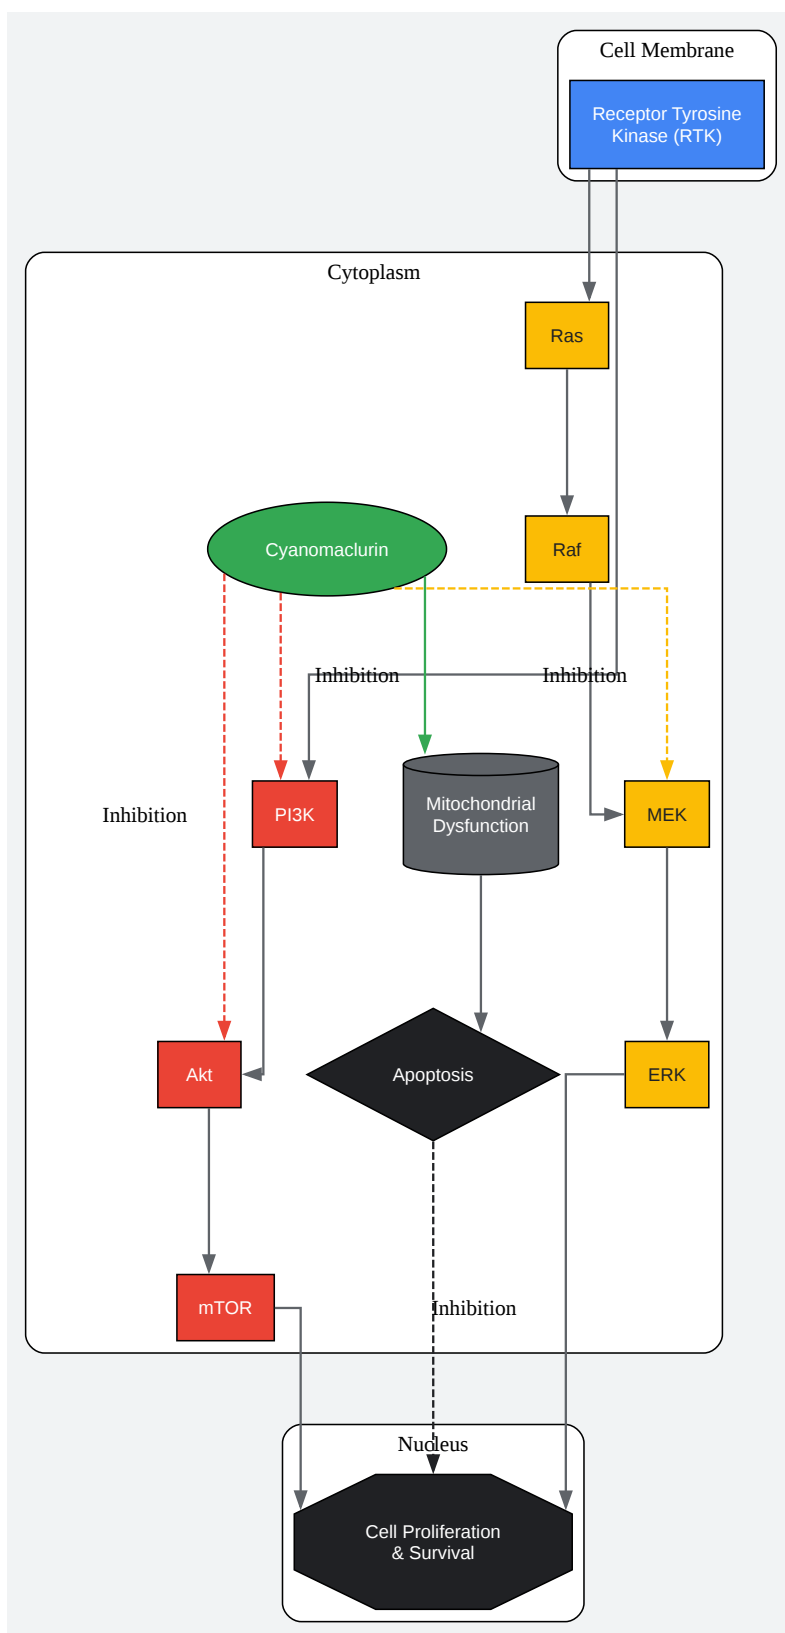 Cell Membrane
Receptor Tyrosine
Kinase (RTK)
Cytoplasm
Ras
Cyanomaclurin
Raf
Inhibition
Inhibition
Inhibition
PI3K
Mitochondrial
Dysfunction
MEK
Akt
Apoptosis
ERK
mTOR
Inhibition
Nucleus
Cell Proliferation
& Survival